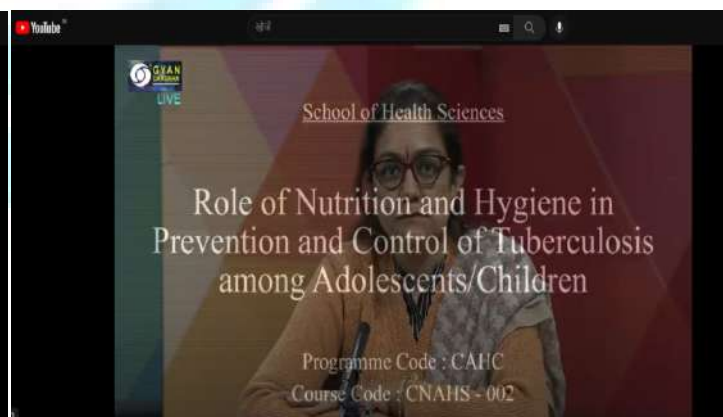 YouTube IN
खोजें
GYAN
DARSHAN
LIVE
School of Health Sciences
Role of Nutrition and Hygiene in
Prevention and Control of Tuberculosis
among Adolescents/Children
Programme Code : CAHC
Course Code : CNAHS - 002